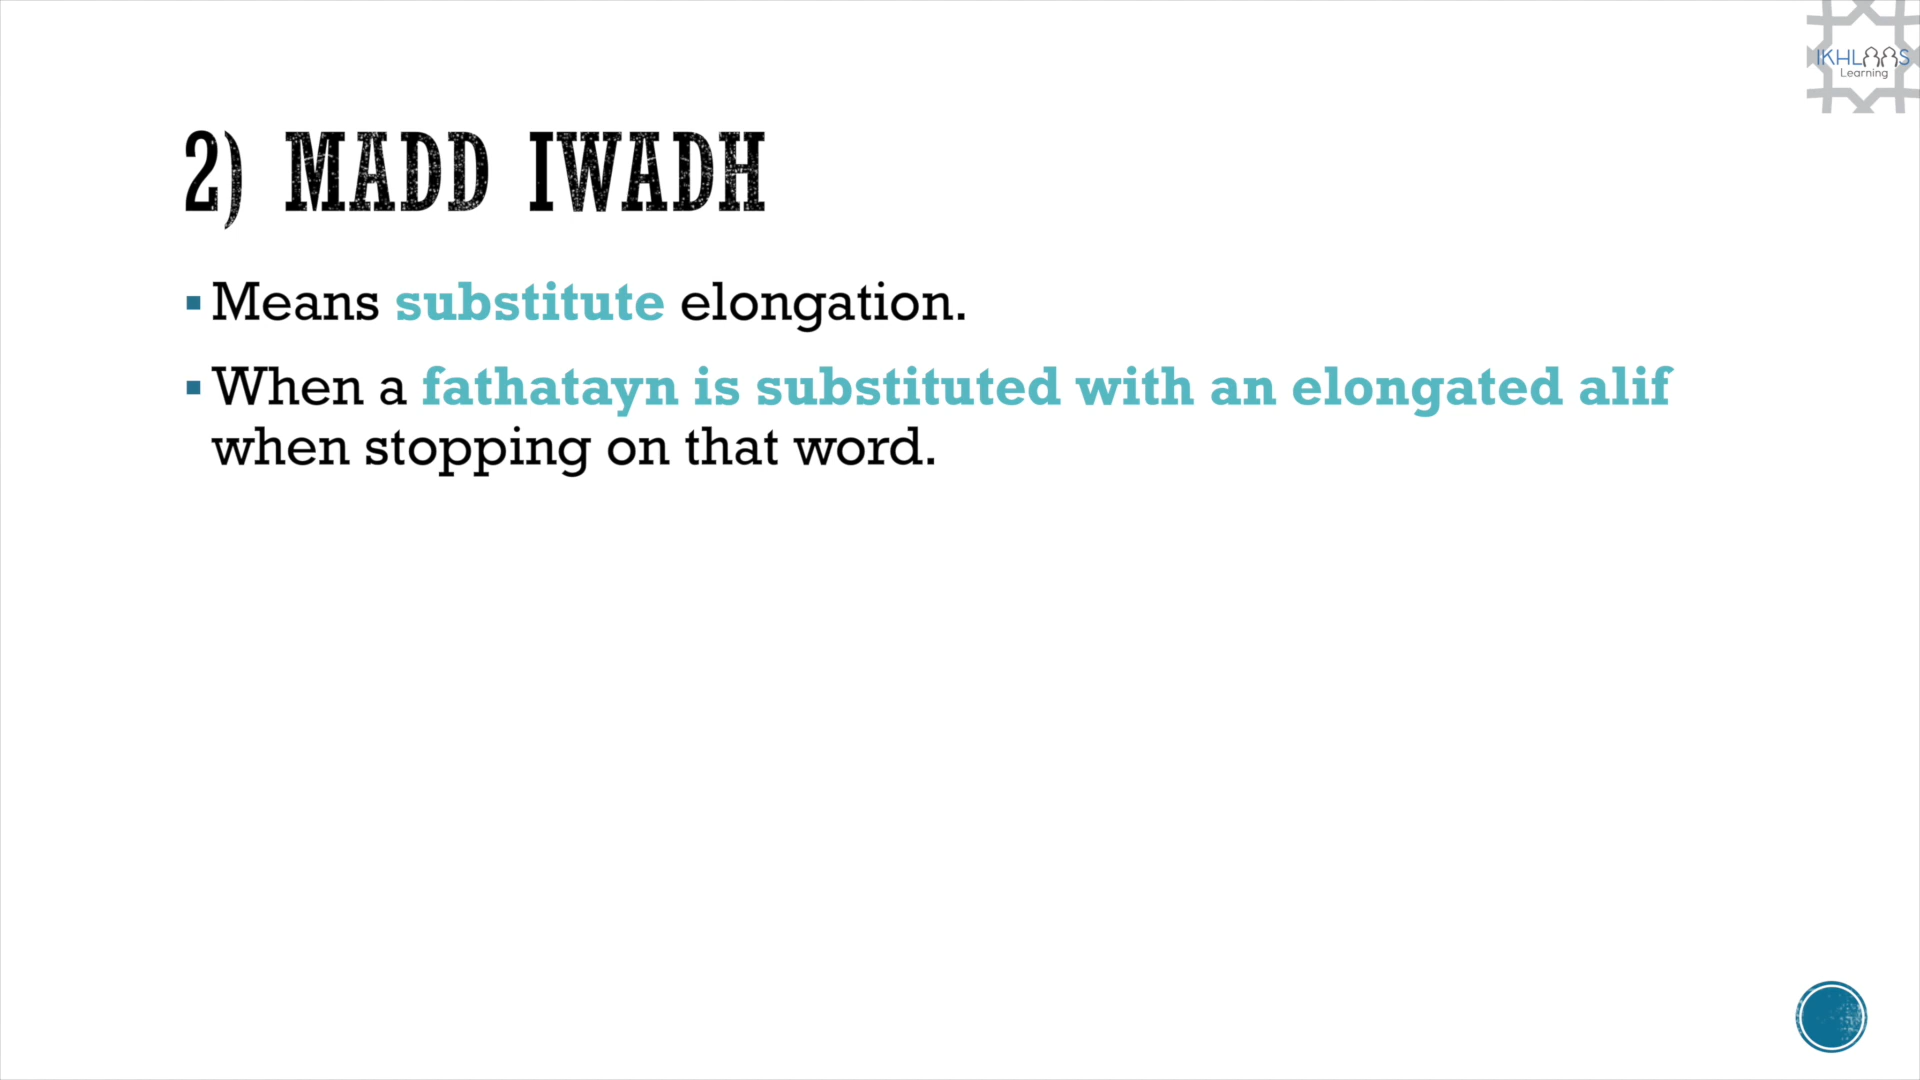 IKHLAAS
Learning
2) MADD IWADH
▪ Means substitute elongation.
▪ When a fathatayn is substituted with an elongated alif
when stopping on that word.